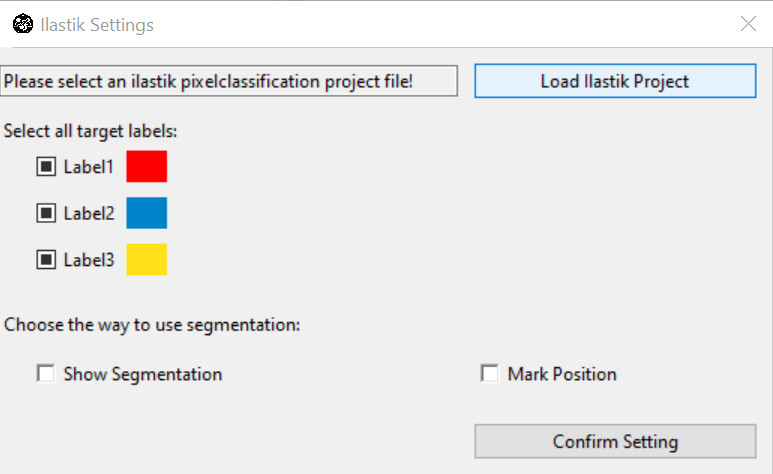 Ilastik Settings
Please select an ilastik pixelclassification project file!
Load Ilastik Project
Select all target labels:
Label1
Label2
Label3
Choose the way to use segmentation:
Show Segmentation
Mark Position
Confirm Setting